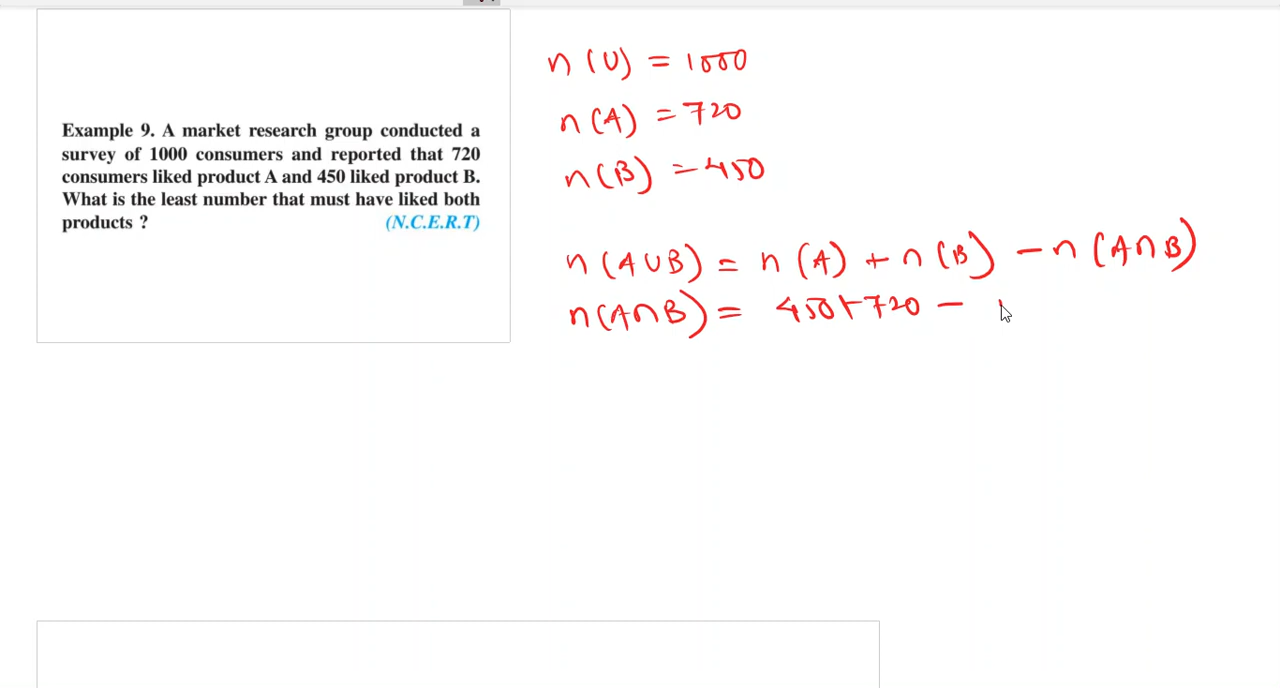 Example 9. A market research group conducted a
survey of 1000 consumers and reported that 720
consumers liked product A and 450 liked product B.
What is the least number that must have liked both
products ? (N.C.E.R.T)
n (U) = 1000
n (A) = 720
n (B) = 450
n (A ∪ B) = n (A) + n (B) - n (A ∩ B)
n (A ∩ B) = 450 + 720 -